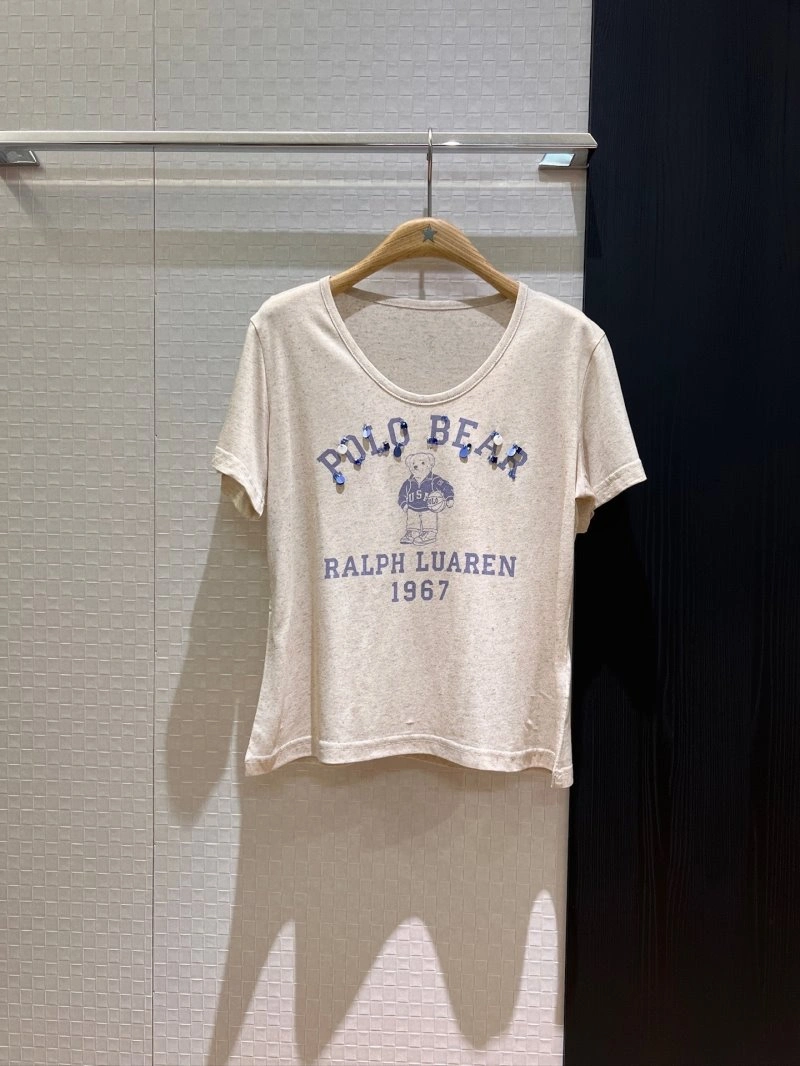 POLO BEAR
USA
RALPH LUAREN
1967